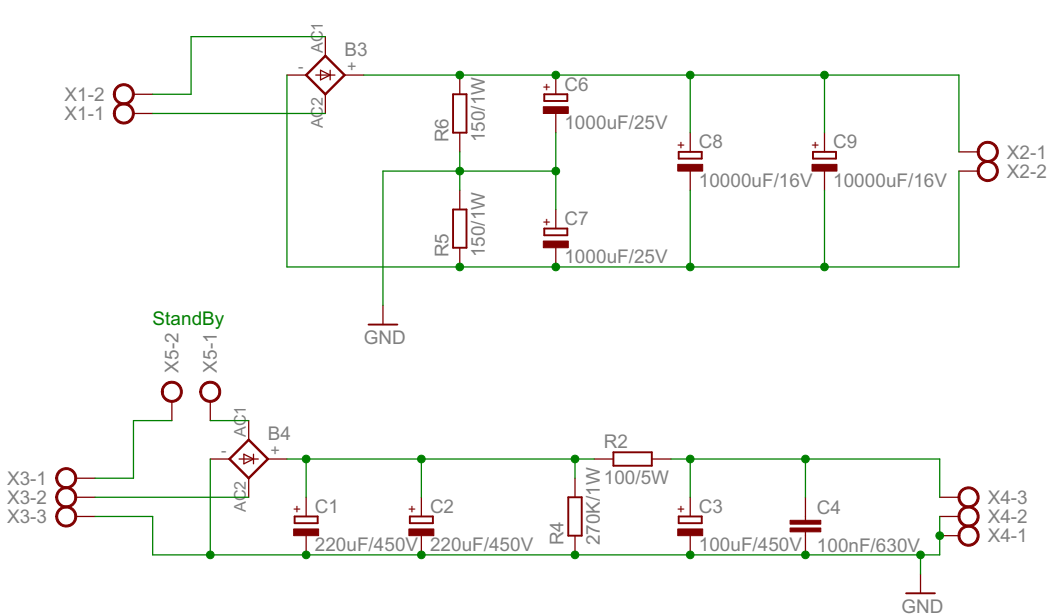 AC1
B3
-
+
X1-2
X1-1
AC2
R6
150/1W
+
C6
1000uF/25V
+
C8
10000uF/16V
+
C9
10000uF/16V
X2-1
X2-2
R5
150/1W
+
C7
1000uF/25V
GND
StandBy
X5-2
X5-1
AC1
B4
-
+
AC2
X3-1
X3-2
X3-3
+
C1
220uF/450V
+
C2
220uF/450V
R4
270K/1W
R2
100/5W
+
C3
100uF/450V
C4
100nF/630V
X4-3
X4-2
X4-1
GND